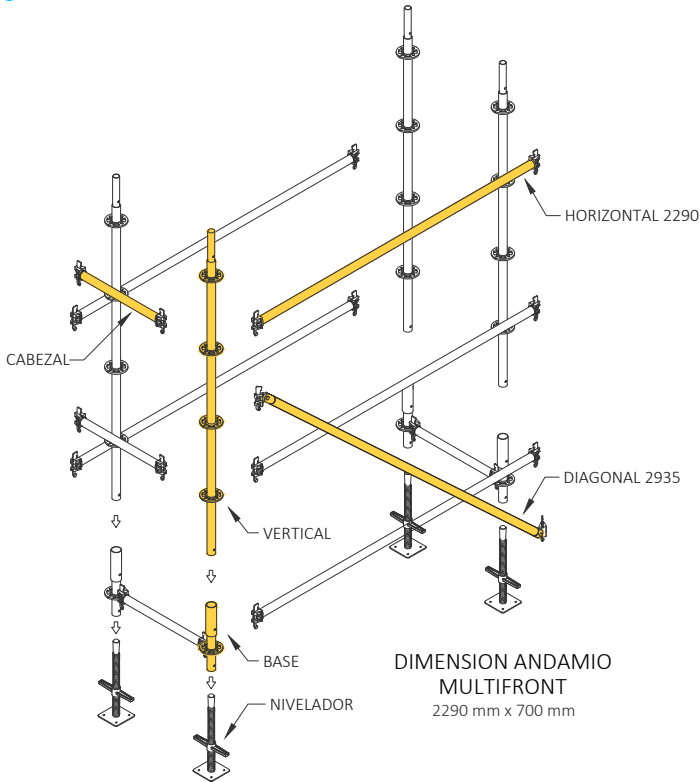 HORIZONTAL 2290
CABEZAL
DIAGONAL 2935
VERTICAL
BASE
DIMENSION ANDAMIO
MULTIFRONT
2290 mm x 700 mm
NIVELADOR